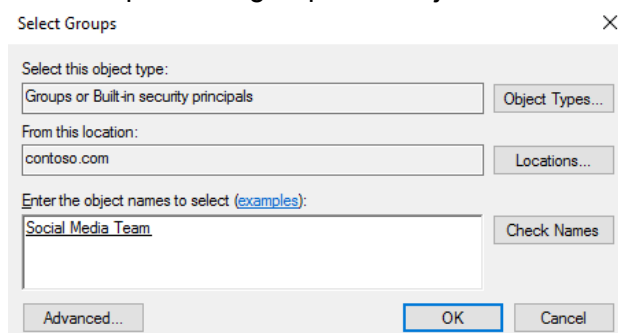 Select Groups
Select this object type:
Groups or Built-in security principals
Object Types...
From this location:
contoso.com
Locations...
Enter the object names to select (examples):
Social Media Team
Check Names
Advanced...
OK
Cancel